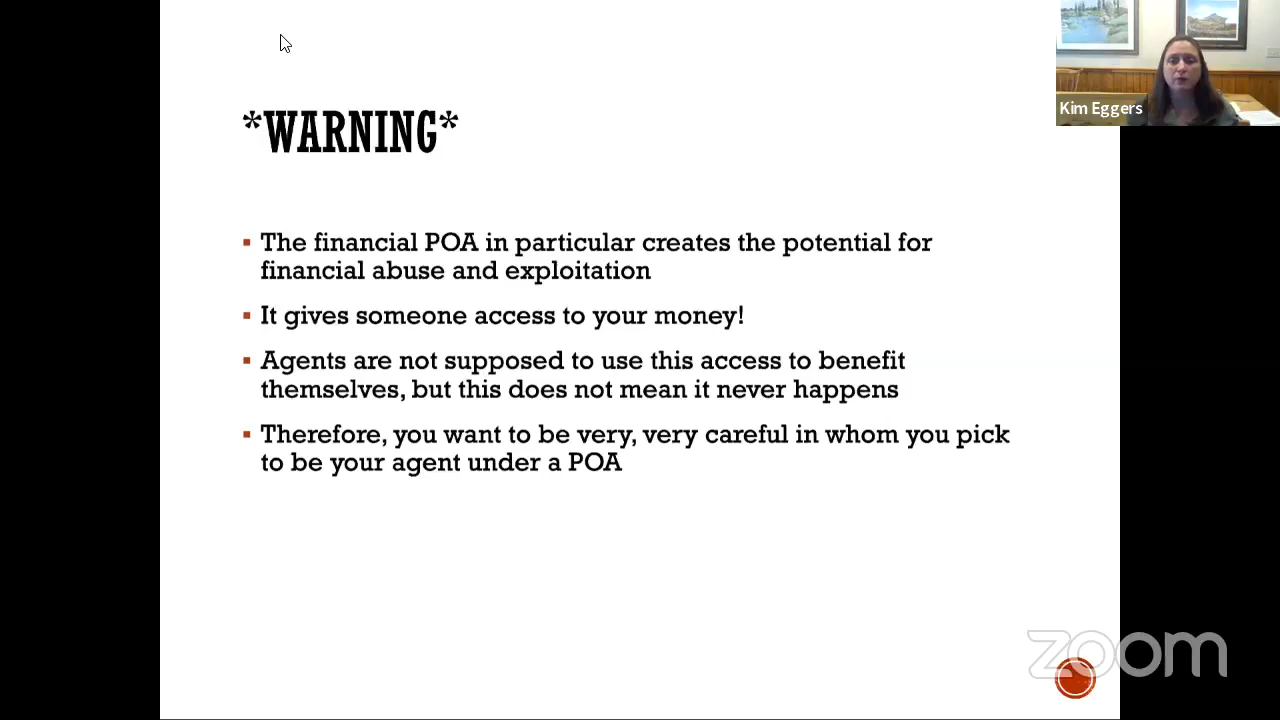 *WARNING*
Kim Eggers
▪ The financial POA in particular creates the potential for
financial abuse and exploitation
▪ It gives someone access to your money!
▪ Agents are not supposed to use this access to benefit
themselves, but this does not mean it never happens
▪ Therefore, you want to be very, very careful in whom you pick
to be your agent under a POA
zoom